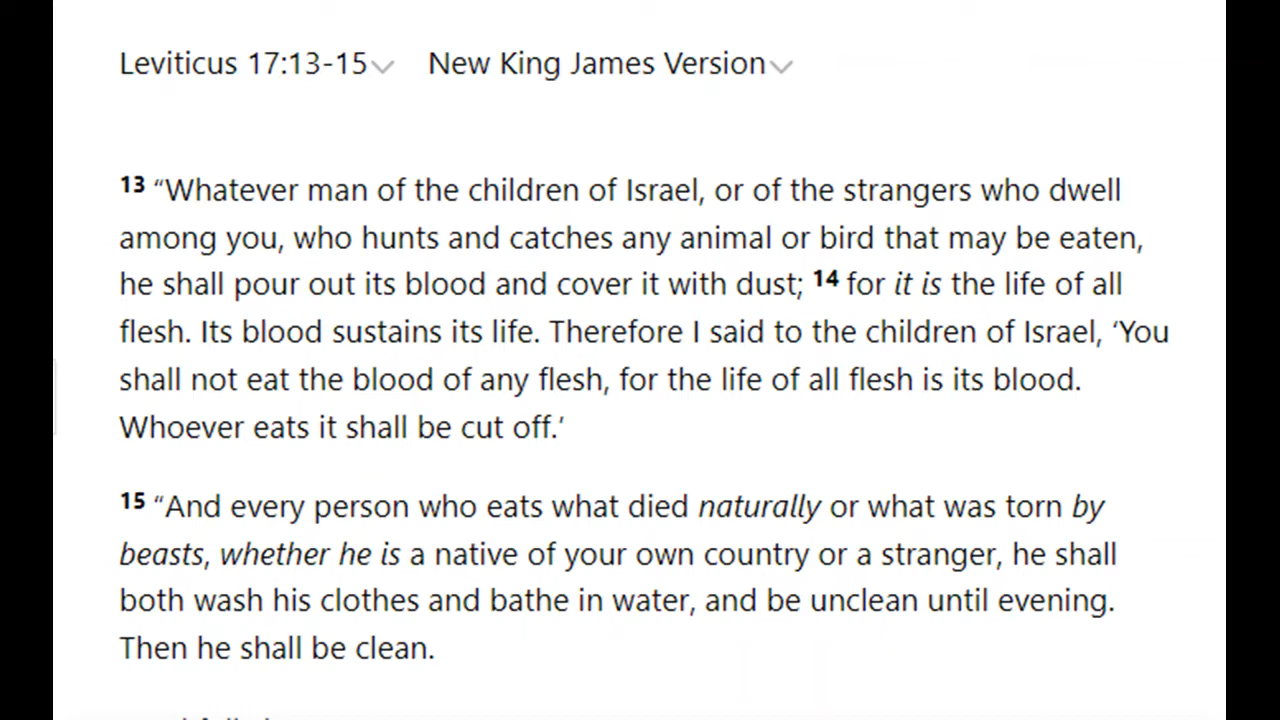 Leviticus 17:13-15 New King James Version
13 “Whatever man of the children of Israel, or of the strangers who dwell
among you, who hunts and catches any animal or bird that may be eaten,
he shall pour out its blood and cover it with dust; 14 for it is the life of all
flesh. Its blood sustains its life. Therefore I said to the children of Israel, ‘You
shall not eat the blood of any flesh, for the life of all flesh is its blood.
Whoever eats it shall be cut off.’
15 “And every person who eats what died naturally or what was torn by
beasts, whether he is a native of your own country or a stranger, he shall
both wash his clothes and bathe in water, and be unclean until evening.
Then he shall be clean.